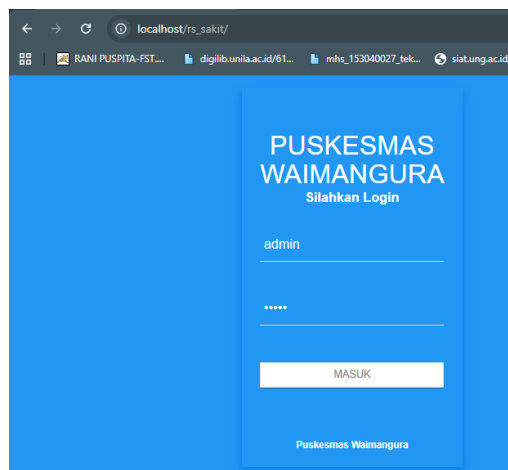 localhost/rs_sakit/
RANI PUSPITA-FST....
digilib.unila.ac.id/61...
mhs_153040027_tek...
siat.ung.ac.id
PUSKESMAS
WAIMANGURA
Silahkan Login
admin
•••••
MASUK
Puskesmas Waimangura